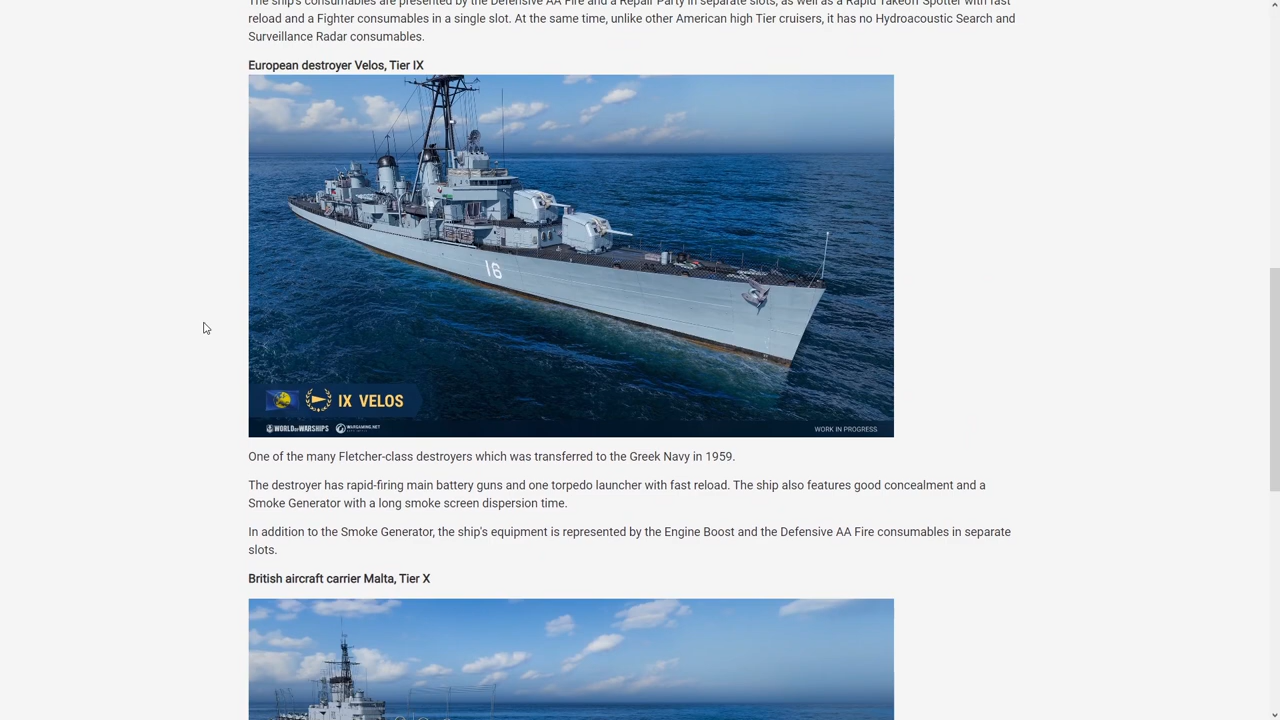 The ship's consumables are presented by the Defensive AA Fire and a Repair Party in separate slots, as well as a Rapid Takeoff Spotter with fast
reload and a Fighter consumables in a single slot. At the same time, unlike other American high Tier cruisers, it has no Hydroacoustic Search and
Surveillance Radar consumables.
European destroyer Velos, Tier IX
16
IX VELOS
WORLD OF WARSHIPS
WARGAMING.NET
WORK IN PROGRESS
One of the many Fletcher-class destroyers which was transferred to the Greek Navy in 1959.
The destroyer has rapid-firing main battery guns and one torpedo launcher with fast reload. The ship also features good concealment and a
Smoke Generator with a long smoke screen dispersion time.
In addition to the Smoke Generator, the ship's equipment is represented by the Engine Boost and the Defensive AA Fire consumables in separate
slots.
British aircraft carrier Malta, Tier X